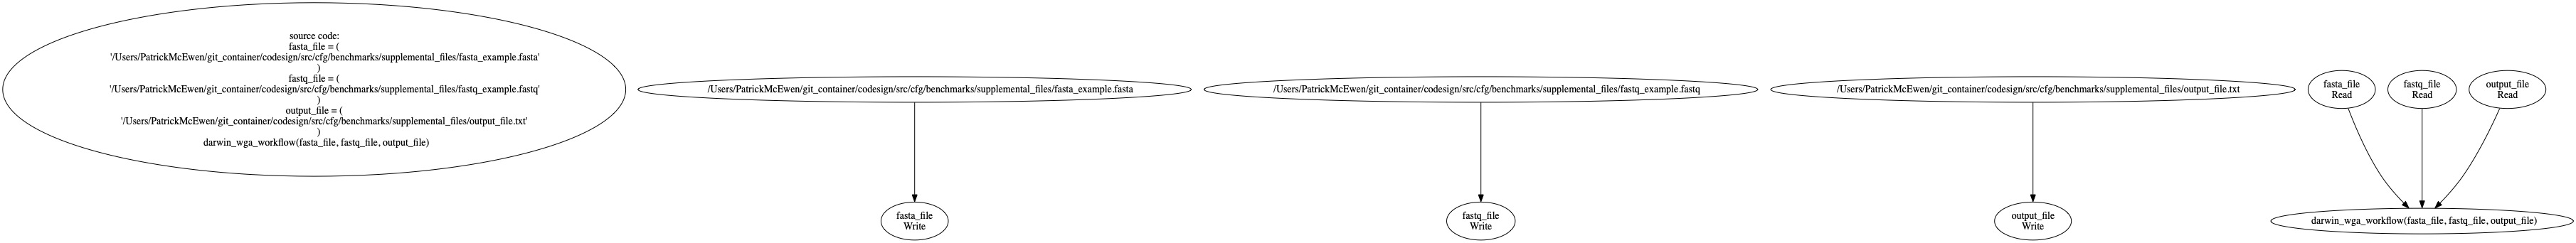 source code:
fasta_file = (
'/Users/PatrickMcEwen/git_container/codesign/src/cfg/benchmarks/supplemental_files/fasta_example.fasta'
)
fastq_file = (
'/Users/PatrickMcEwen/git_container/codesign/src/cfg/benchmarks/supplemental_files/fastq_example.fastq'
)
output_file = (
'/Users/PatrickMcEwen/git_container/codesign/src/cfg/benchmarks/supplemental_files/output_file.txt'
)
darwin_wga_workflow(fasta_file, fastq_file, output_file)
/Users/PatrickMcEwen/git_container/codesign/src/cfg/benchmarks/supplemental_files/fasta_example.fasta
fasta_file
Write
/Users/PatrickMcEwen/git_container/codesign/src/cfg/benchmarks/supplemental_files/fastq_example.fastq
fastq_file
Write
/Users/PatrickMcEwen/git_container/codesign/src/cfg/benchmarks/supplemental_files/output_file.txt
output_file
Write
fasta_file
Read
fastq_file
Read
output_file
Read
darwin_wga_workflow(fasta_file, fastq_file, output_file)